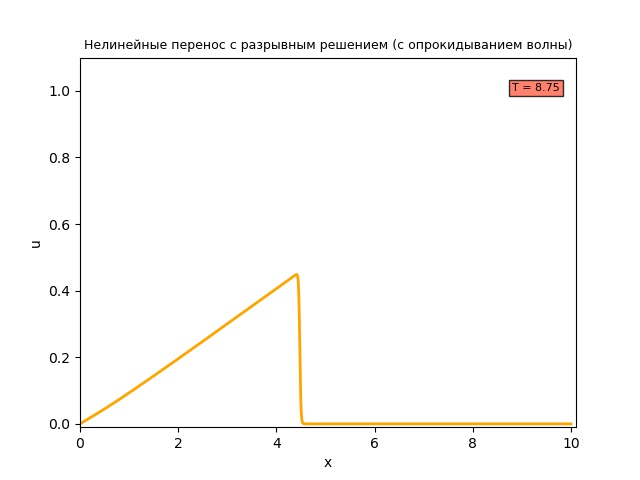 Нелинейные перенос с разрывным решением (с опрокидыванием волны)
T = 8.75
1.0
0.8
0.6
0.4
0.2
0.0
u
0 2 4 6 8 10
x